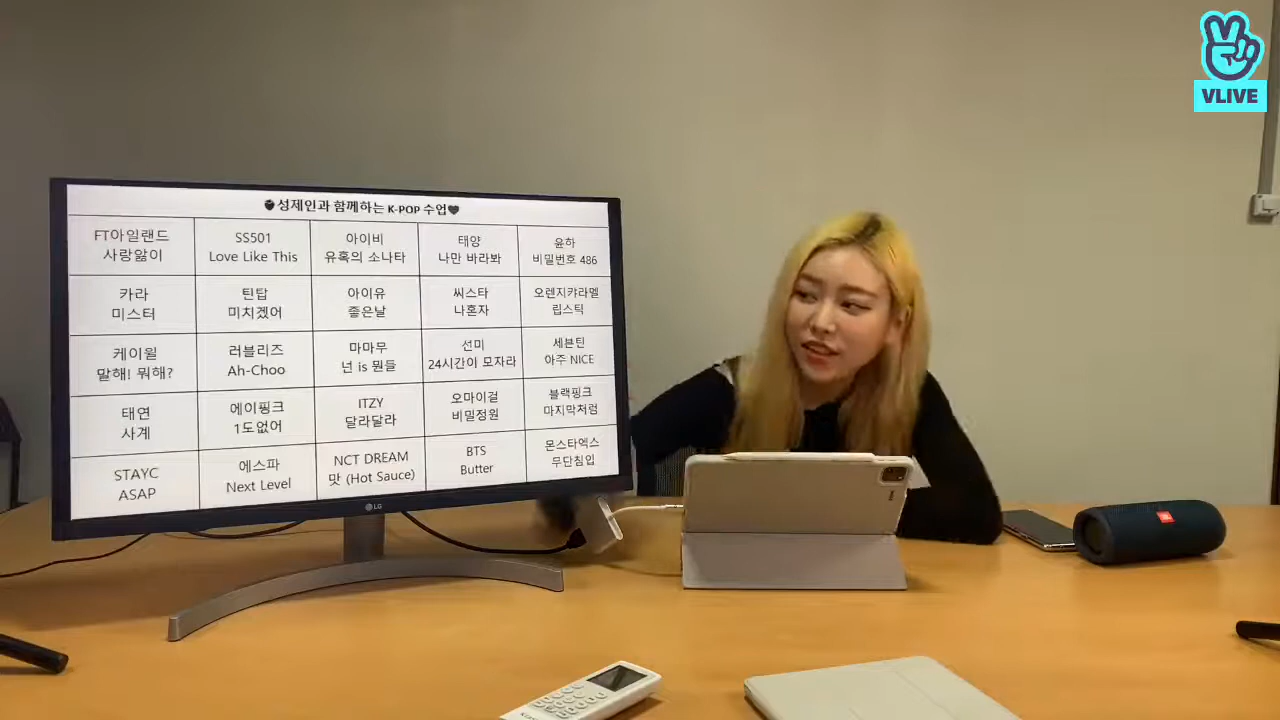 VLIVE
성제인과 함께하는 K-POP 수업
FT아일랜드
사랑앓이
SS501
Love Like This
아이비
유혹의 소나타
태양
나만 바라봐
윤하
비밀번호 486
카라
미스터
틴탑
미치겠어
아이유
좋은날
씨스타
나혼자
오렌지캬라멜
립스틱
케이윌
말해! 뭐해?
러블리즈
Ah-Choo
마마무
넌 is 뭔들
선미
24시간이 모자라
세븐틴
아주 NICE
태연
사계
에이핑크
1도없어
ITZY
달라달라
오마이걸
비밀정원
블랙핑크
마지막처럼
STAYC
ASAP
에스파
Next Level
NCT DREAM
맛 (Hot Sauce)
BTS
Butter
몬스타엑스
무단침입
LG
JBL